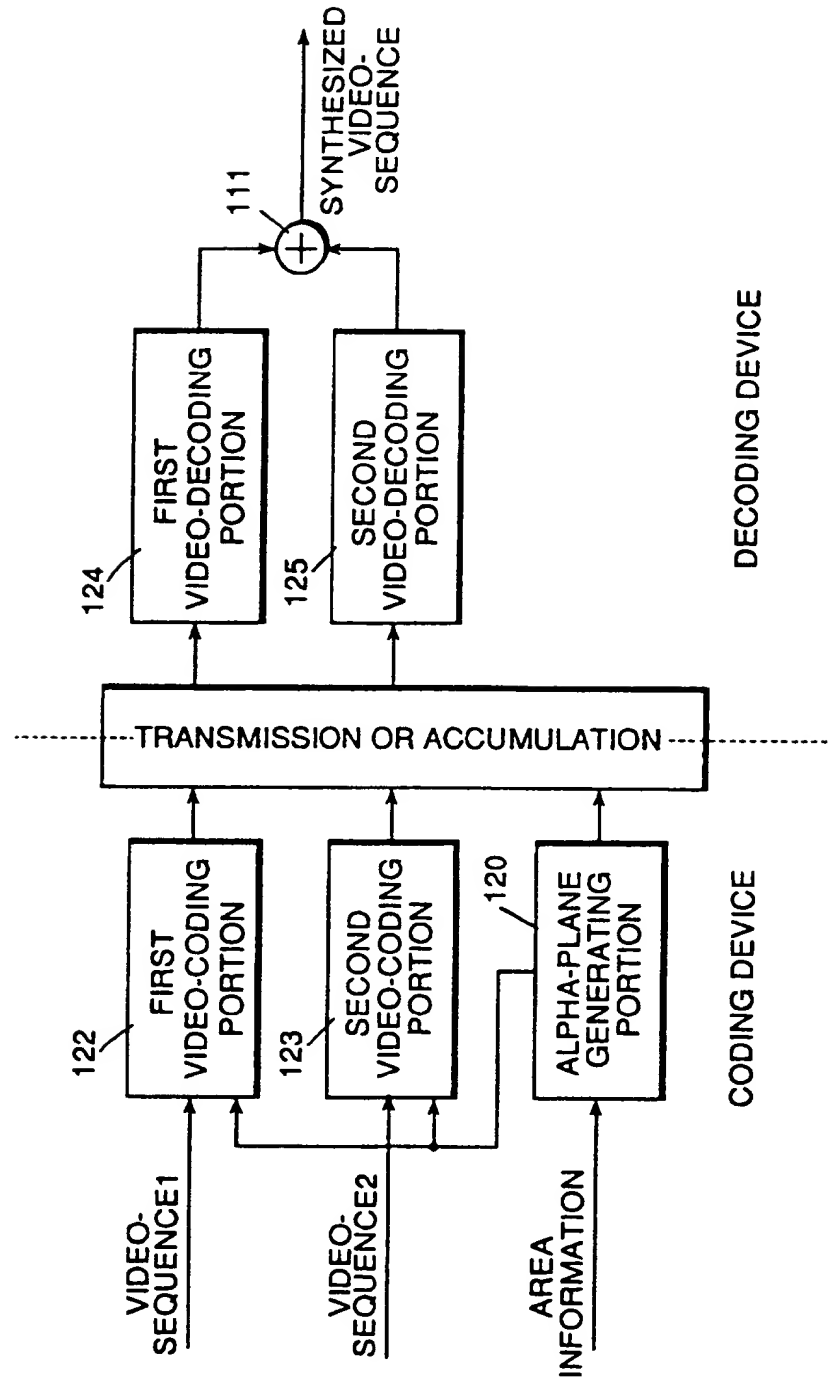 VIDEO-
SEQUENCE1
122
FIRST
VIDEO-CODING
PORTION
VIDEO-
SEQUENCE2
123
SECOND
VIDEO-CODING
PORTION
AREA
INFORMATION
120
ALPHA-PLANE
GENERATING
PORTION
CODING DEVICE
TRANSMISSION OR ACCUMULATION
124
FIRST
VIDEO-DECODING
PORTION
125
SECOND
VIDEO-DECODING
PORTION
111
SYNTHESIZED
VIDEO-
SEQUENCE
DECODING DEVICE